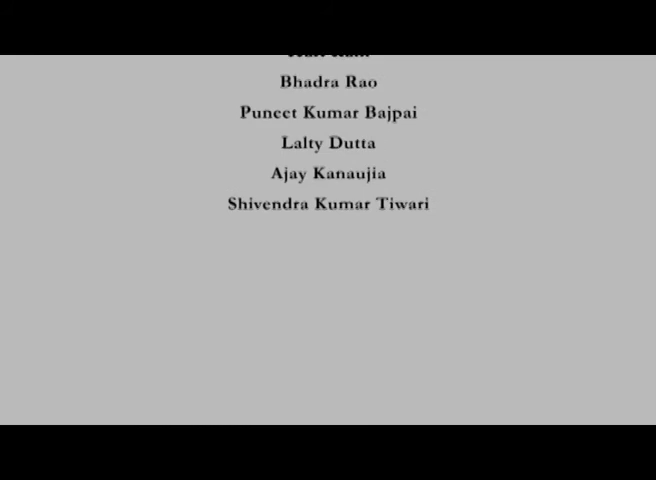 Bhadra Rao
Puneet Kumar Bajpai
Lalty Dutta
Ajay Kanaujia
Shivendra Kumar Tiwari